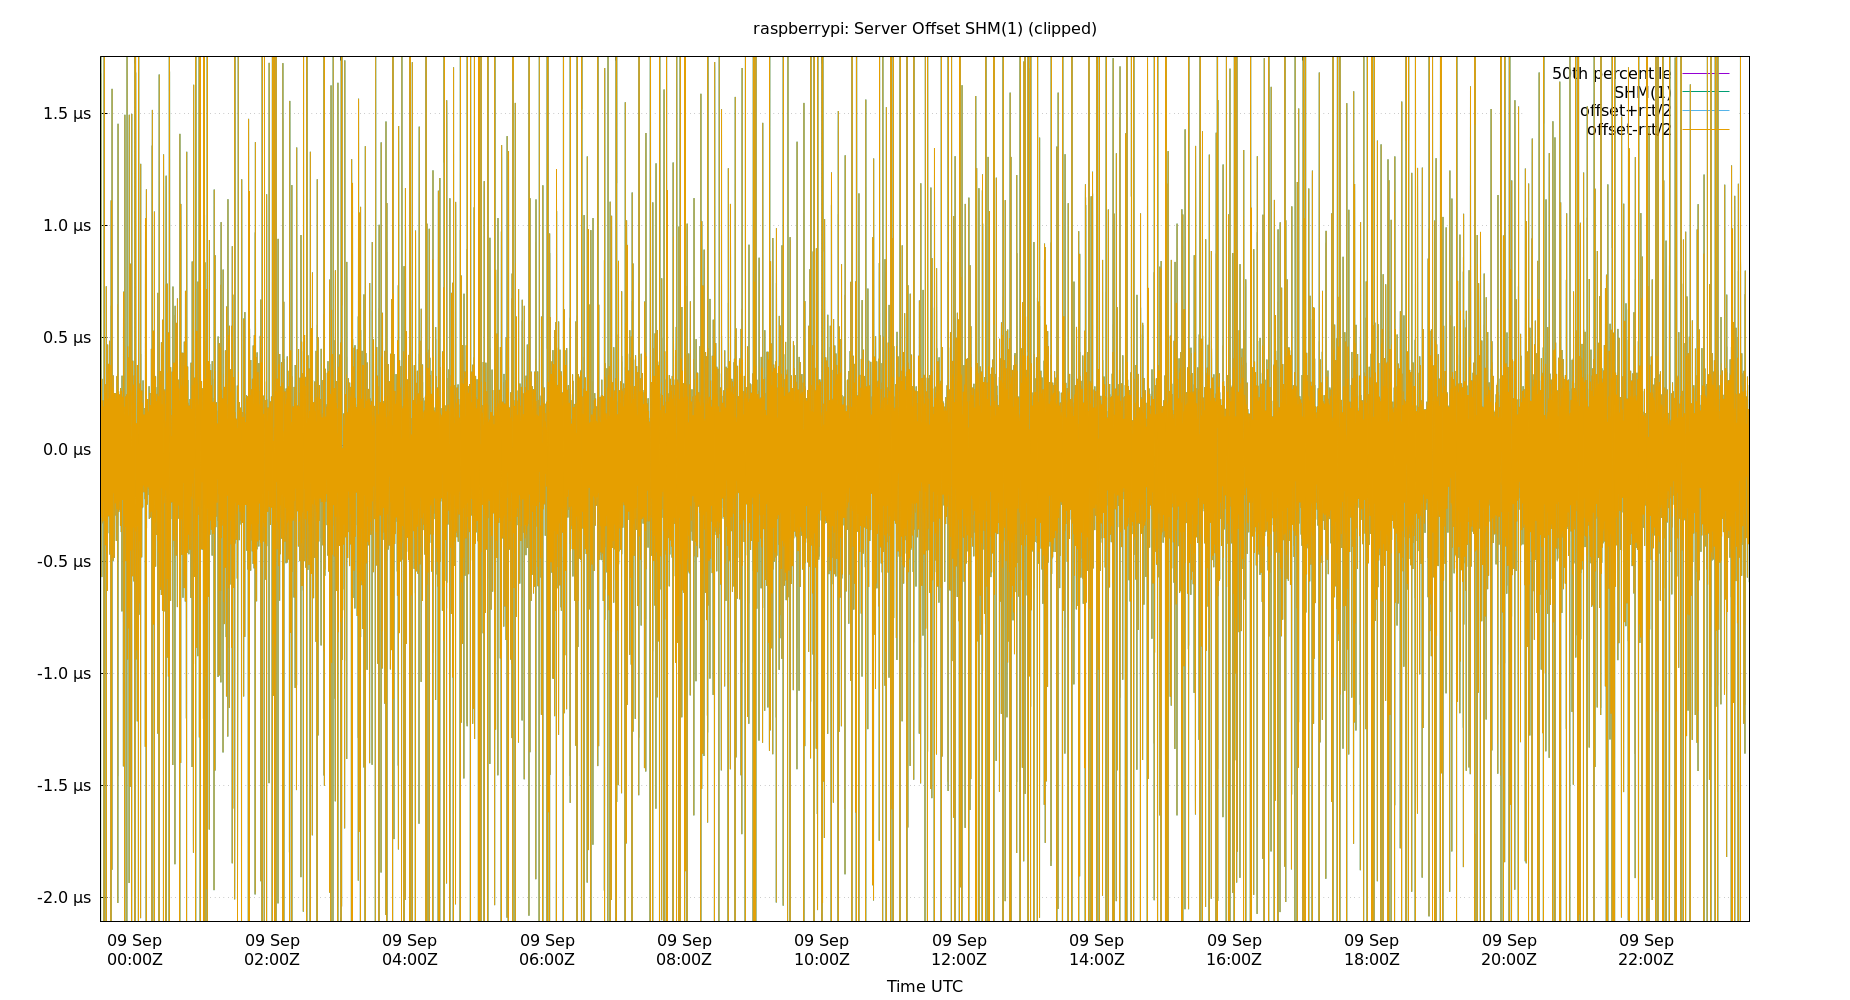 raspberrypi: Server Offset SHM(1) (clipped)
50th percentile
SHM(1)
offset+rtt/2
offset-rtt/2
1.5 µs
1.0 µs
0.5 µs
0.0 µs
-0.5 µs
-1.0 µs
-1.5 µs
-2.0 µs
09 Sep 09 Sep 09 Sep 09 Sep 09 Sep 09 Sep 09 Sep 09 Sep 09 Sep 09 Sep 09 Sep 09 Sep
00:00Z 02:00Z 04:00Z 06:00Z 08:00Z 10:00Z 12:00Z 14:00Z 16:00Z 18:00Z 20:00Z 22:00Z
Time UTC